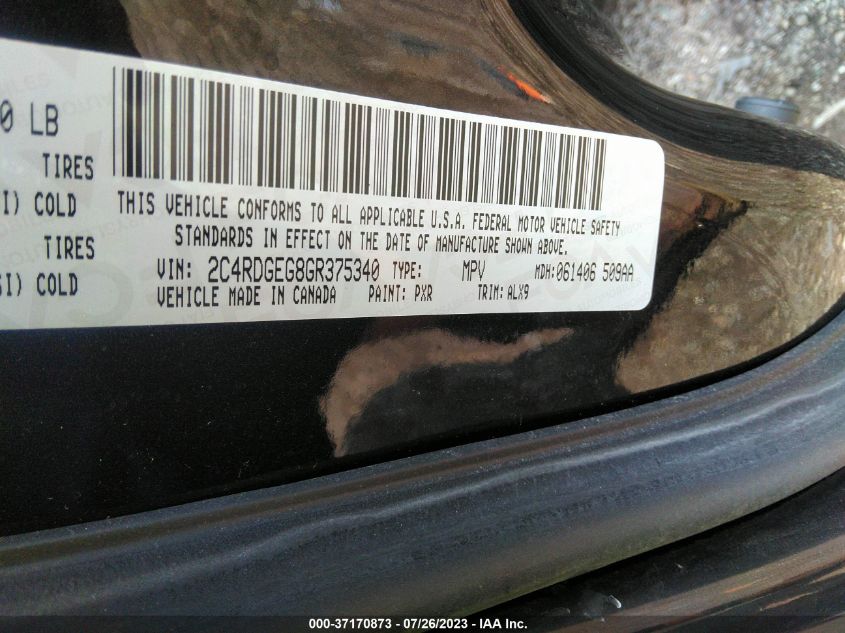 0 LB
TIRES
I) COLD
TIRES
SI) COLD
THIS VEHICLE CONFORMS TO ALL APPLICABLE U.S.A. FEDERAL MOTOR VEHICLE SAFETY
STANDARDS IN EFFECT ON THE DATE OF MANUFACTURE SHOWN ABOVE.
VIN: 2C4RDGEG8GR375340 TYPE: MPV MDH:061406 509AA
VEHICLE MADE IN CANADA PAINT: PXR TRIM: ALX9
000-37170873 - 07/26/2023 - IAA Inc.